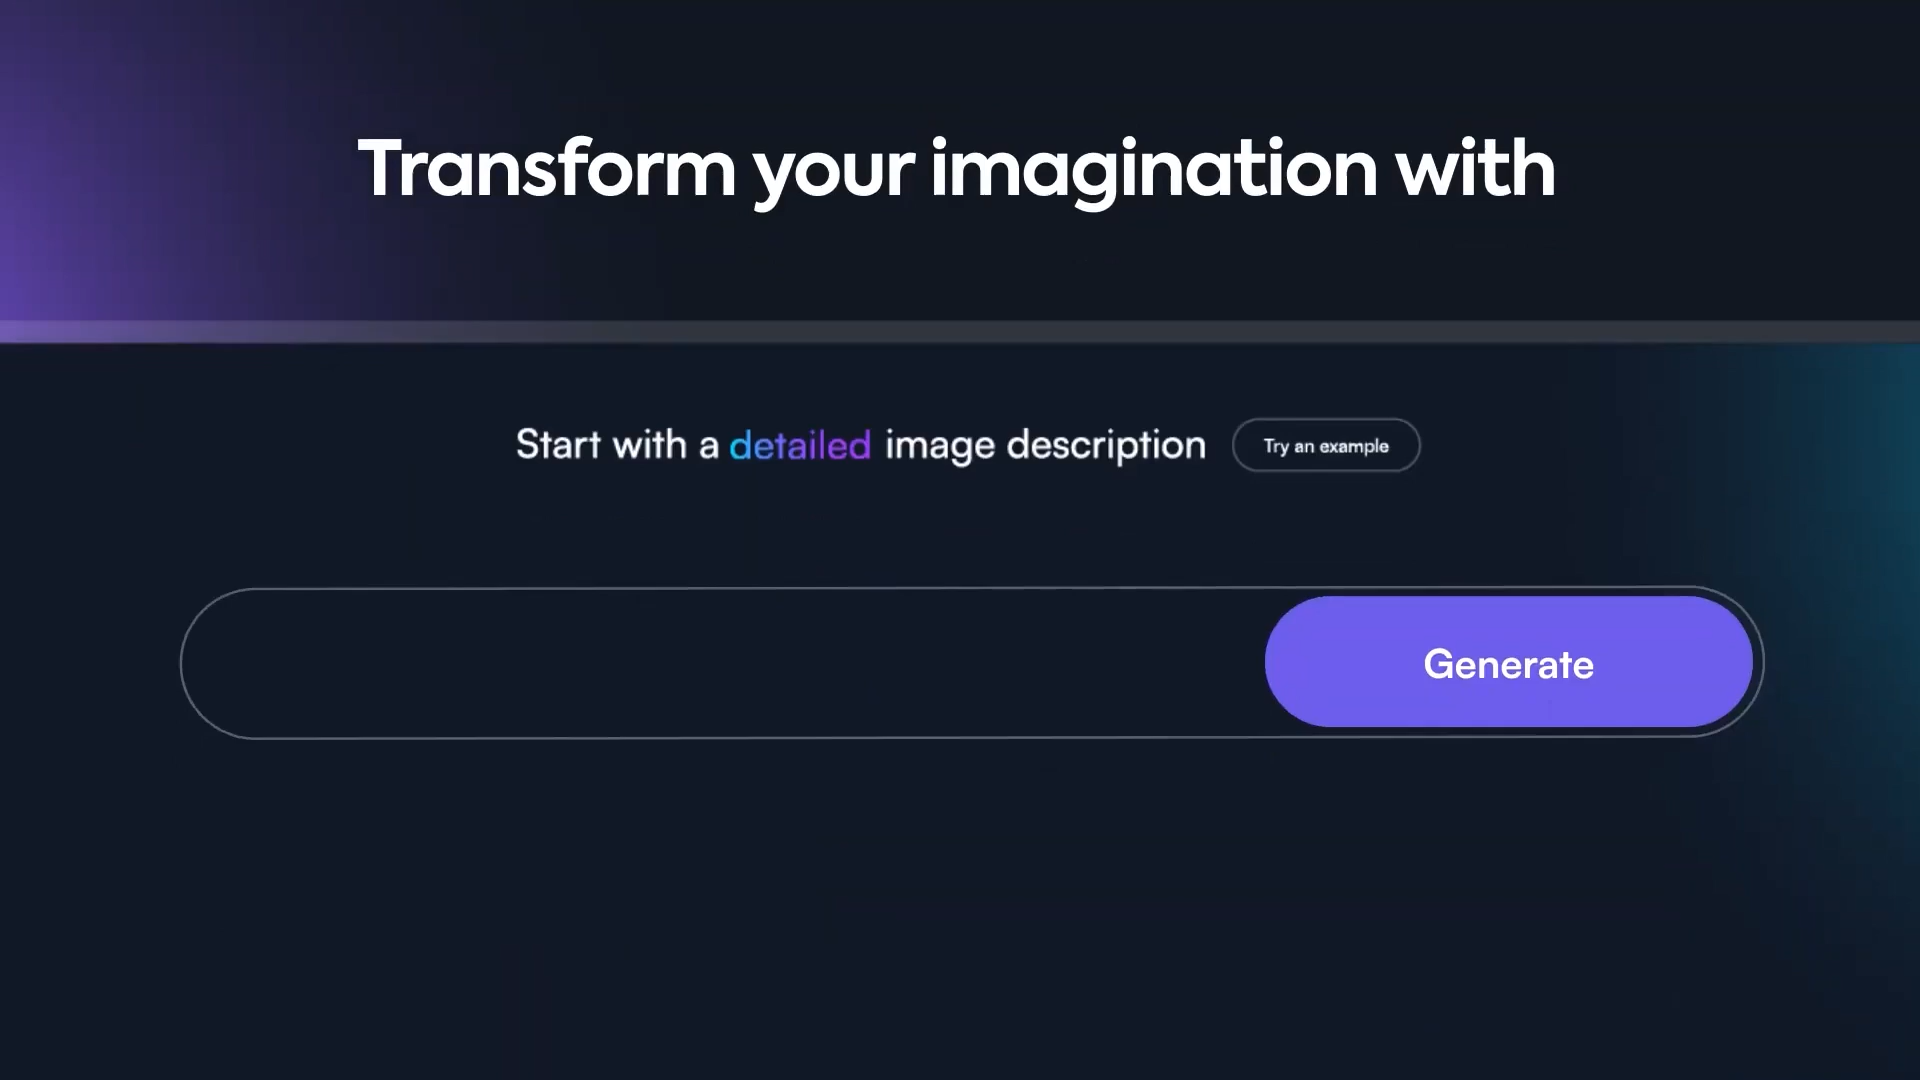 Transform your imagination with
Start with a detailed image description
Try an example
Generate